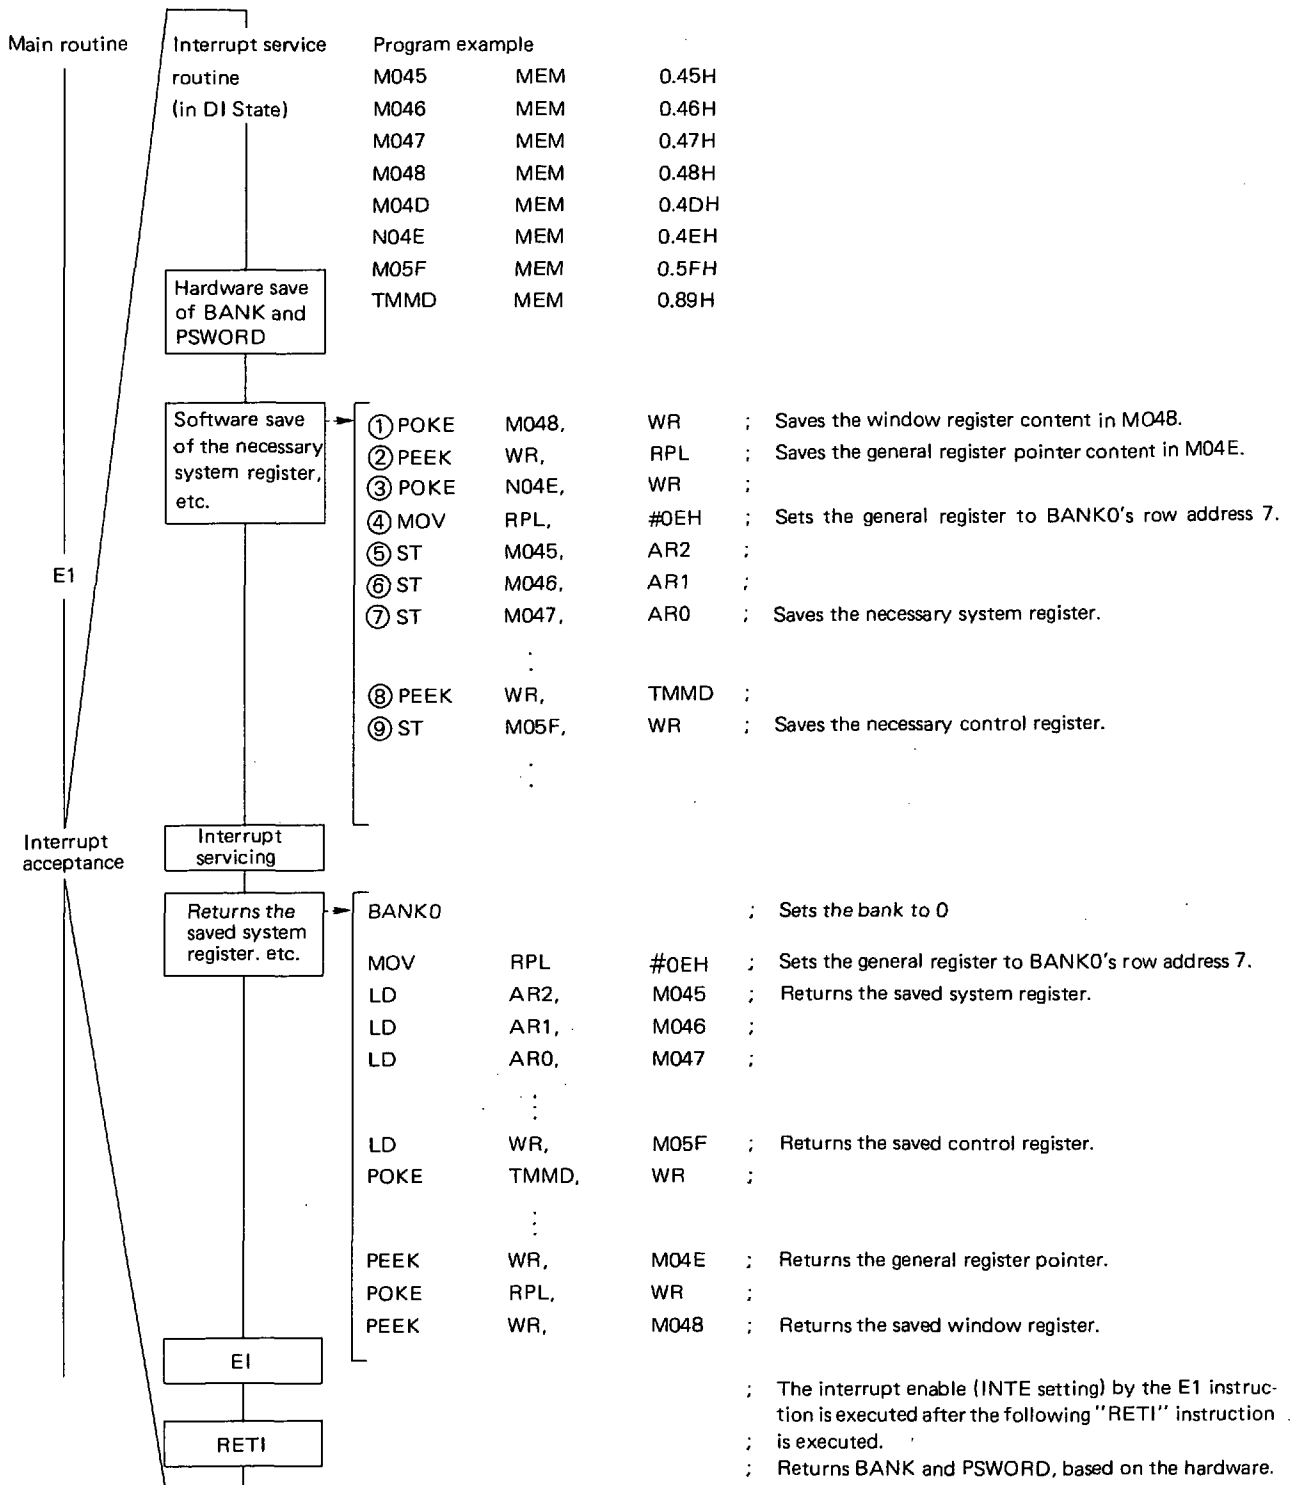 Main routine
Interrupt service
routine
(in DI State)
Program example
M045 MEM 0.45H
M046 MEM 0.46H
M047 MEM 0.47H
M048 MEM 0.48H
M04D MEM 0.4DH
N04E MEM 0.4EH
M05F MEM 0.5FH
TMMD MEM 0.89H
Hardware save
of BANK and
PSWORD
Software save
of the necessary
system register,
etc.
① POKE M048, WR ; Saves the window register content in M048.
② PEEK WR, RPL ; Saves the general register pointer content in M04E.
③ POKE N04E, WR ;
④ MOV RPL, #0EH ; Sets the general register to BANK0's row address 7.
⑤ ST M045, AR2 ;
⑥ ST M046, AR1 ;
⑦ ST M047, AR0 ; Saves the necessary system register.
⑧ PEEK WR, TMMD ;
⑨ ST M05F, WR ; Saves the necessary control register.
E1
Interrupt
acceptance
Interrupt
servicing
Returns the
saved system
register. etc.
BANK0 ; Sets the bank to 0
MOV RPL #0EH ; Sets the general register to BANK0's row address 7.
LD AR2, M045 ; Returns the saved system register.
LD AR1, M046 ;
LD AR0, M047 ;
LD WR, M05F ; Returns the saved control register.
POKE TMMD, WR ;
PEEK WR, M04E ; Returns the general register pointer.
POKE RPL, WR ;
PEEK WR, M048 ; Returns the saved window register.
EI
RETI
; The interrupt enable (INTE setting) by the E1 instruc-
tion is executed after the following "RETI" instruction
; is executed.
; Returns BANK and PSWORD, based on the hardware.